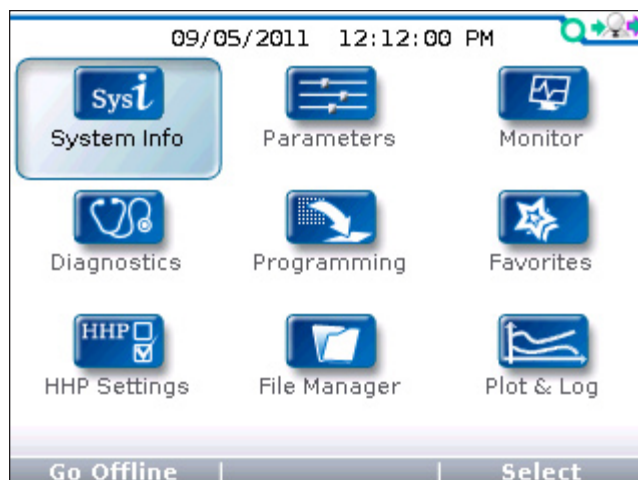 09/05/2011 12:12:00 PM
Sysi
System Info
Parameters
Monitor
Diagnostics
Programming
Favorites
HHP
HHP Settings
File Manager
Plot & Log
Go Offline | | Select